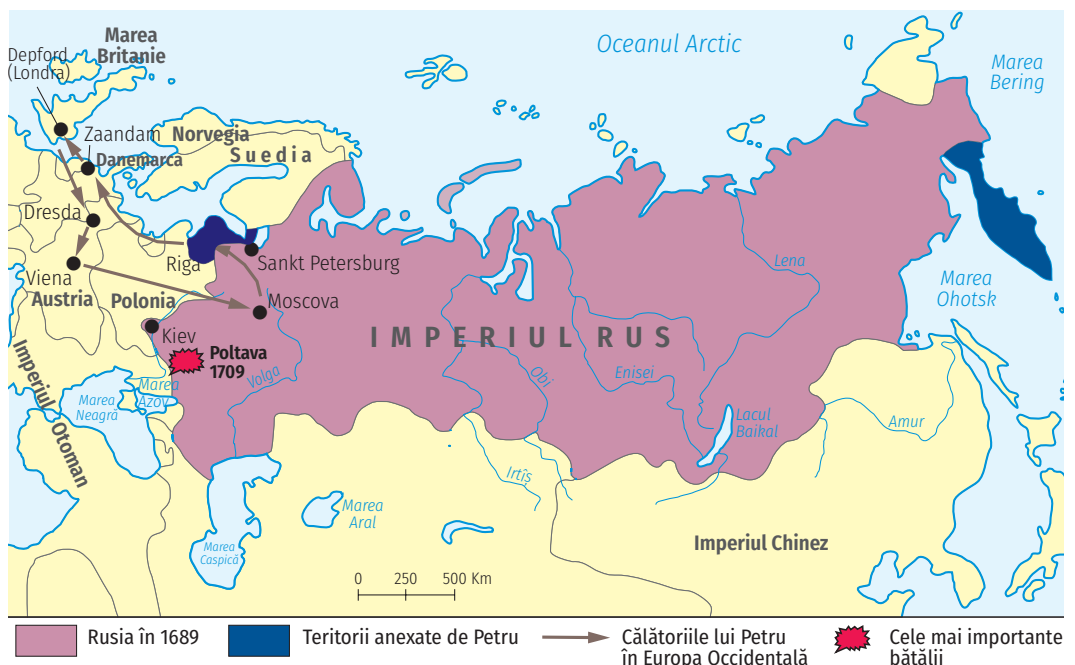 Marea
Britanie
Depford
(Londra)
Oceanul Arctic
Marea
Bering
Zaandam
Norvegia
Danemarca
Suedia
Dresda
Riga
Sankt Petersburg
Viena
Austria
Polonia
Moscova
Lena
Marea
Ohotsk
Kiev
IMPERIUL RUS
Poltava
1709
Volga
Obi
Enisei
Imperiul Otoman
Marea
Neagră
Marea
Azov
Lacul
Baikal
Amur
Irtîs
Marea
Aral
Marea
Caspică
Imperiul Chinez
0 250 500 Km
Rusia în 1689
Teritorii anexate de Petru
Călătoriile lui Petru
în Europa Occidentală
Cele mai importante
bătălii